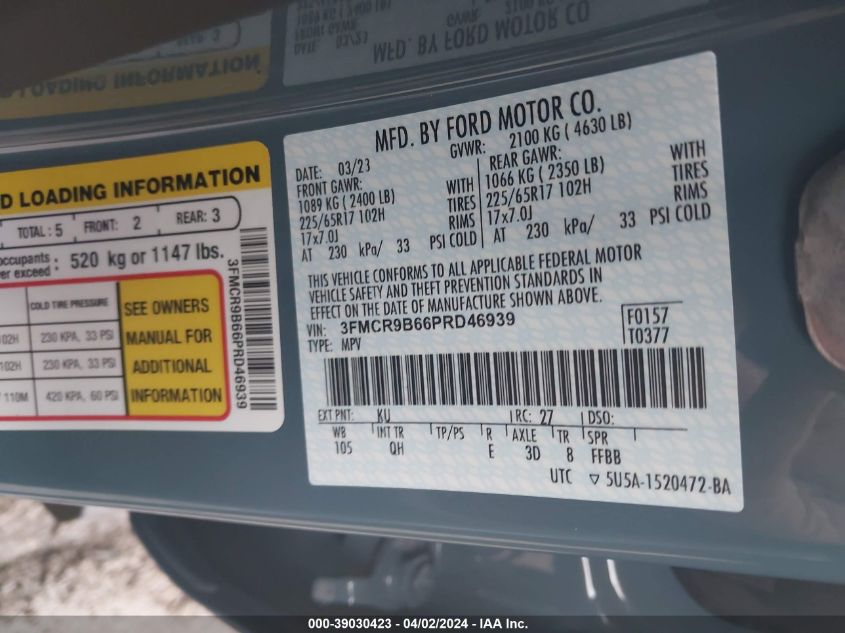 MFD. BY FORD MOTOR CO.
DATE: 03/23
GVWR: 2100 KG ( 4630 LB)
FRONT GAWR:
1089 KG ( 2400 LB)
225/65R17 102H
17x7.0J
WITH
TIRES
RIMS
AT 230 kPa/ 33 PSI COLD
REAR GAWR:
1066 KG ( 2350 LB)
225/65R17 102H
17x7.0J
WITH
TIRES
RIMS
AT 230 kPa/ 33 PSI COLD
THIS VEHICLE CONFORMS TO ALL APPLICABLE FEDERAL MOTOR
VEHICLE SAFETY AND THEFT PREVENTION STANDARDS IN
EFFECT ON THE DATE OF MANUFACTURE SHOWN ABOVE.
VIN: 3FMCR9B66PRD46939
TYPE: MPV
F0157
T0377
EXT PNT: KU RC: 27 DSO:
WB INT TR TP/PS R AXLE TR SPR
105 QH E 3D 8 FFBB
UTC ▽ 5U5A-1520472-BA
D LOADING INFORMATION
TOTAL : 5 FRONT: 2 REAR: 3
occupants
er exceed : 520 kg or 1147 lbs.
COLD TIRE PRESSURE
02H 230 KPA, 33 PSI
102H 230 KPA, 33 PSI
110M 420 KPA, 60 PSI
SEE OWNERS
MANUAL FOR
ADDITIONAL
INFORMATION
3FMCR9B66PRD46939
000-39030423 - 04/02/2024 - IAA Inc.